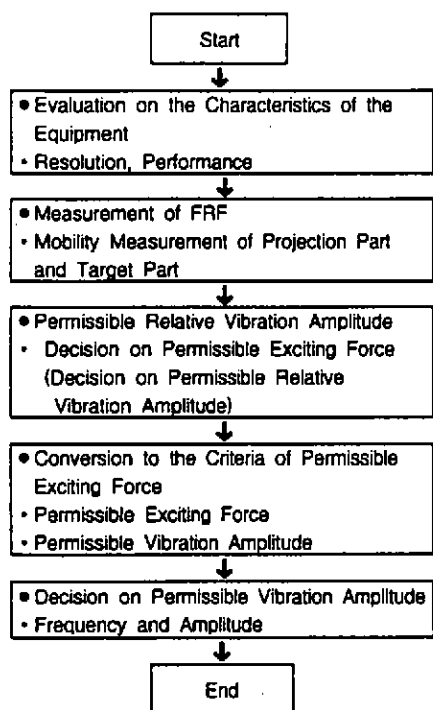 Start
● Evaluation on the Characteristics of the
Equipment
• Resolution, Performance
● Measurement of FRF
• Mobility Measurement of Projection Part
and Target Part
● Permissible Relative Vibration Amplitude
• Decision on Permissible Exciting Force
(Decision on Permissible Relative
Vibration Amplitude)
● Conversion to the Criteria of Permissible
Exciting Force
• Permissible Exciting Force
• Permissible Vibration Amplitude
● Decision on Permissible Vibration Amplitude
• Frequency and Amplitude
End